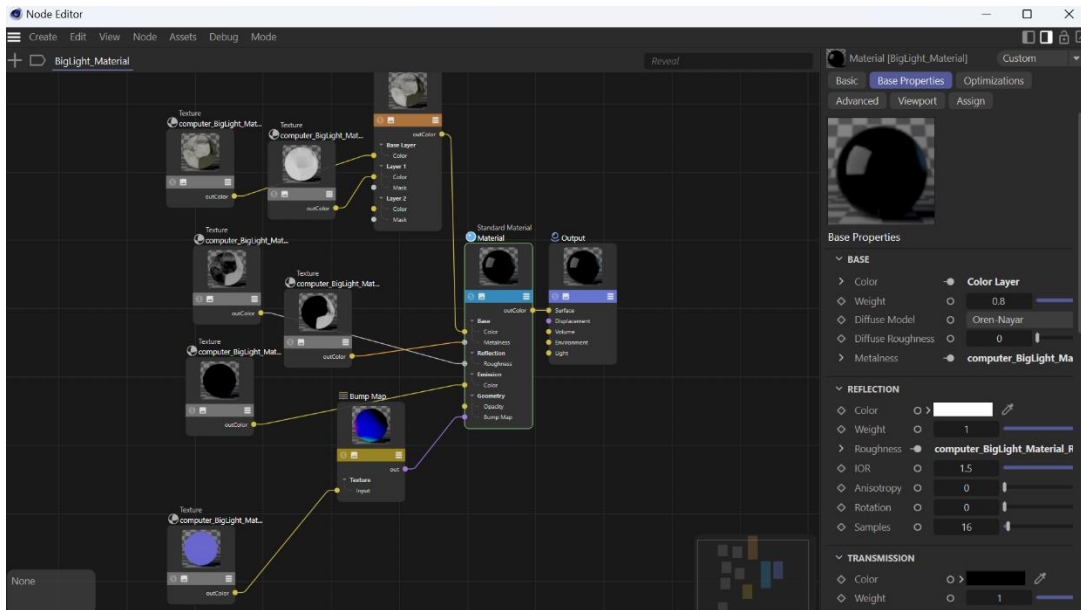 Node Editor
Create Edit View Node Assets Debug Mode
BigLight_Material
Reveal
Texture
computer_BigLight_Mat...
outColor
Texture
computer_BigLight_Mat...
outColor
outColor
Base Layer
Color
Layer 1
Color
Mask
Layer 2
Color
Mask
Texture
computer_BigLight_Mat...
outColor
Texture
computer_BigLight_Mat...
outColor
Texture
computer_BigLight_Mat...
outColor
Bump Map
out
Texture
Input
Texture
computer_BigLight_Mat...
outColor
Standard Material
Material
outColor
Base
Color
Metalness
Reflection
Roughness
Emission
Color
Geometry
Opacity
Bump Map
Output
Surface
Displacement
Volume
Environment
Light
None
Material [BigLight_Material] Custom
Basic Base Properties Optimizations
Advanced Viewport Assign
Base Properties
BASE
Color Color Layer
Weight 0.8
Diffuse Model Oren-Nayar
Diffuse Roughness 0
Metalness computer_BigLight_Ma
REFLECTION
Color
Weight 1
Roughness computer_BigLight_Material_R
IOR 1.5
Anisotropy 0
Rotation 0
Samples 16
TRANSMISSION
Color
Weight 1